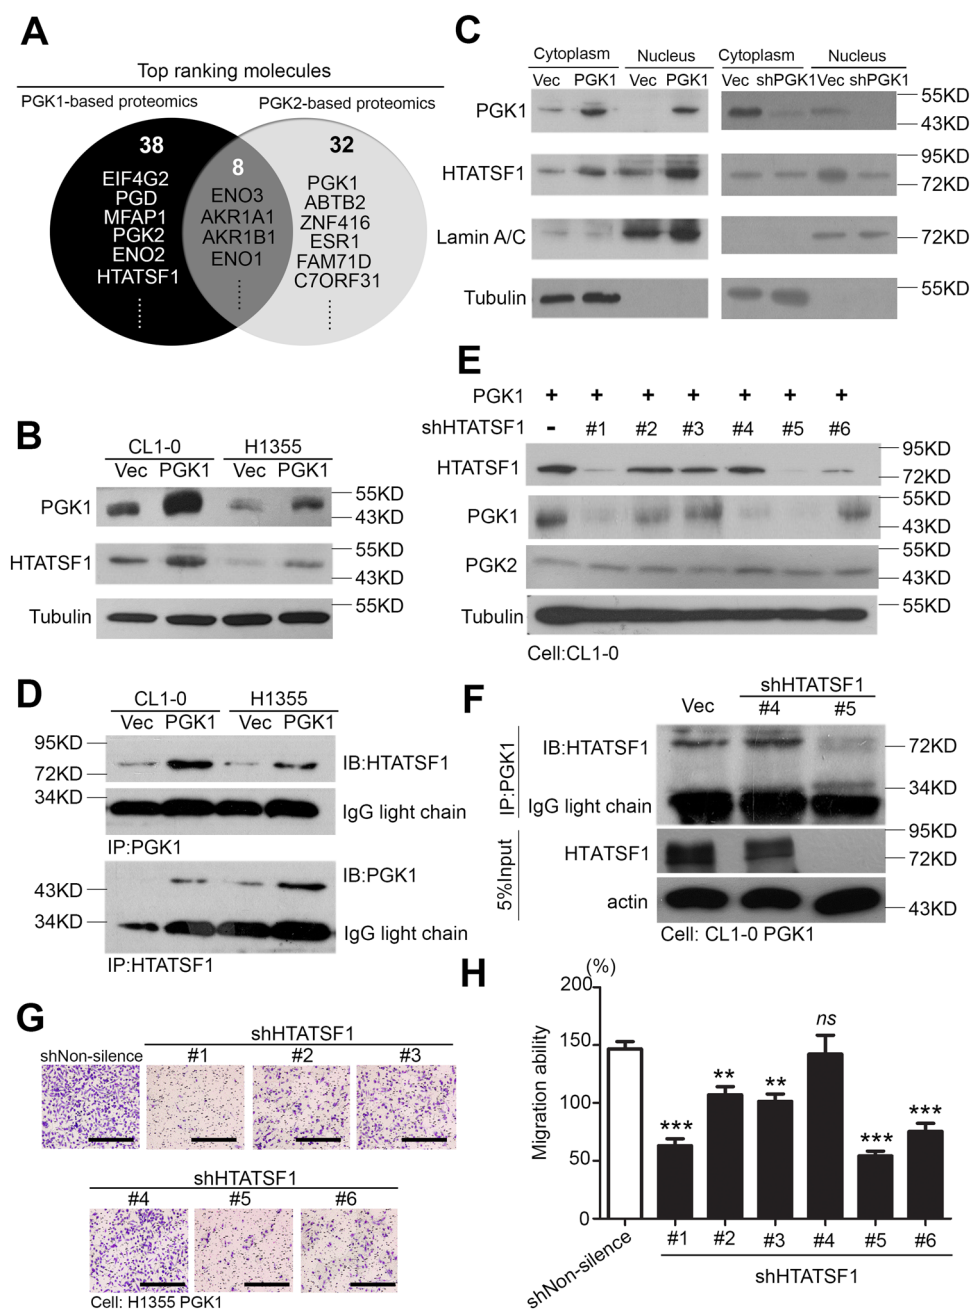 A
Top ranking molecules
PGK1-based proteomics
PGK2-based proteomics
38
8
32
EIF4G2
PGD
MFAP1
PGK2
ENO2
HTATSF1
ENO3
AKR1A1
AKR1B1
ENO1
PGK1
ABTB2
ZNF416
ESR1
FAM71D
C7ORF31
B
CL1-0 H1355
Vec PGK1 Vec PGK1
PGK1
55KD
43KD
HTATSF1
55KD
43KD
Tubulin
55KD
C
Cytoplasm Nucleus Cytoplasm Nucleus
Vec PGK1 Vec PGK1 Vec shPGK1 Vec shPGK1
PGK1
55KD
43KD
HTATSF1
95KD
72KD
Lamin A/C
72KD
Tubulin
55KD
D
CL1-0 H1355
Vec PGK1 Vec PGK1
95KD
72KD
IB:HTATSF1
34KD
IgG light chain
IP:PGK1
43KD
IB:PGK1
34KD
IgG light chain
IP:HTATSF1
E
PGK1 + + + + + + +
shHTATSF1 - #1 #2 #3 #4 #5 #6
HTATSF1
95KD
72KD
PGK1
55KD
43KD
PGK2
55KD
43KD
Tubulin
55KD
Cell:CL1-0
F
shHTATSF1
Vec #4 #5
IP:PGK1
IB:HTATSF1
72KD
34KD
IgG light chain
5%Input
HTATSF1
95KD
72KD
actin
43KD
Cell: CL1-0 PGK1
G
shHTATSF1
shNon-silence #1 #2 #3
shHTATSF1
#4 #5 #6
Cell: H1355 PGK1
H
(%)
200
150
100
50
0
Migration ability
***
**
**
ns
***
***
shNon-silence
#1 #2 #3 #4 #5 #6
shHTATSF1